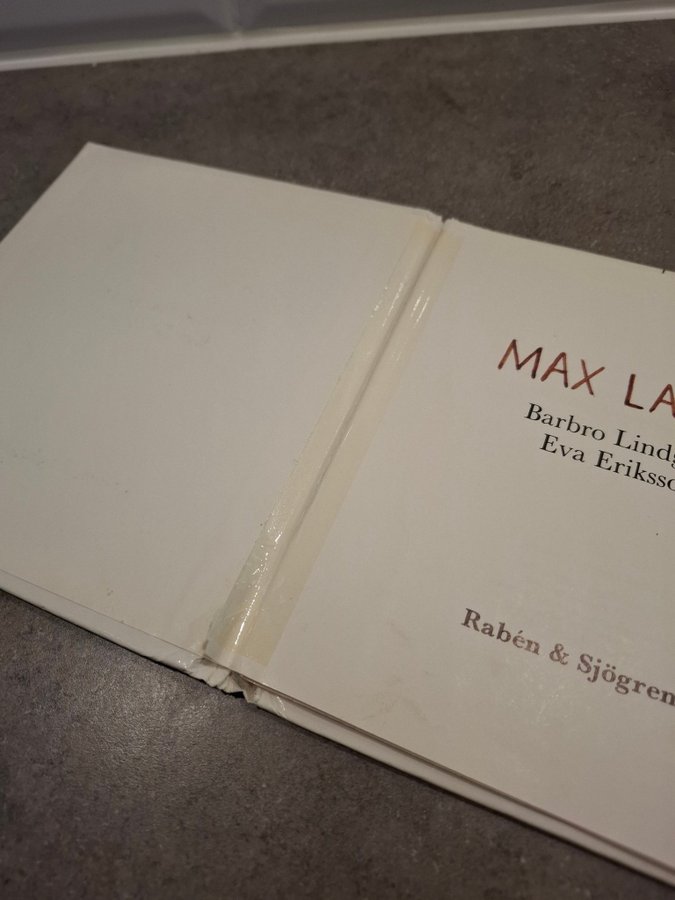 MAX LA
Barbro Lindg
Eva Eriksso
Rabén & Sjögren